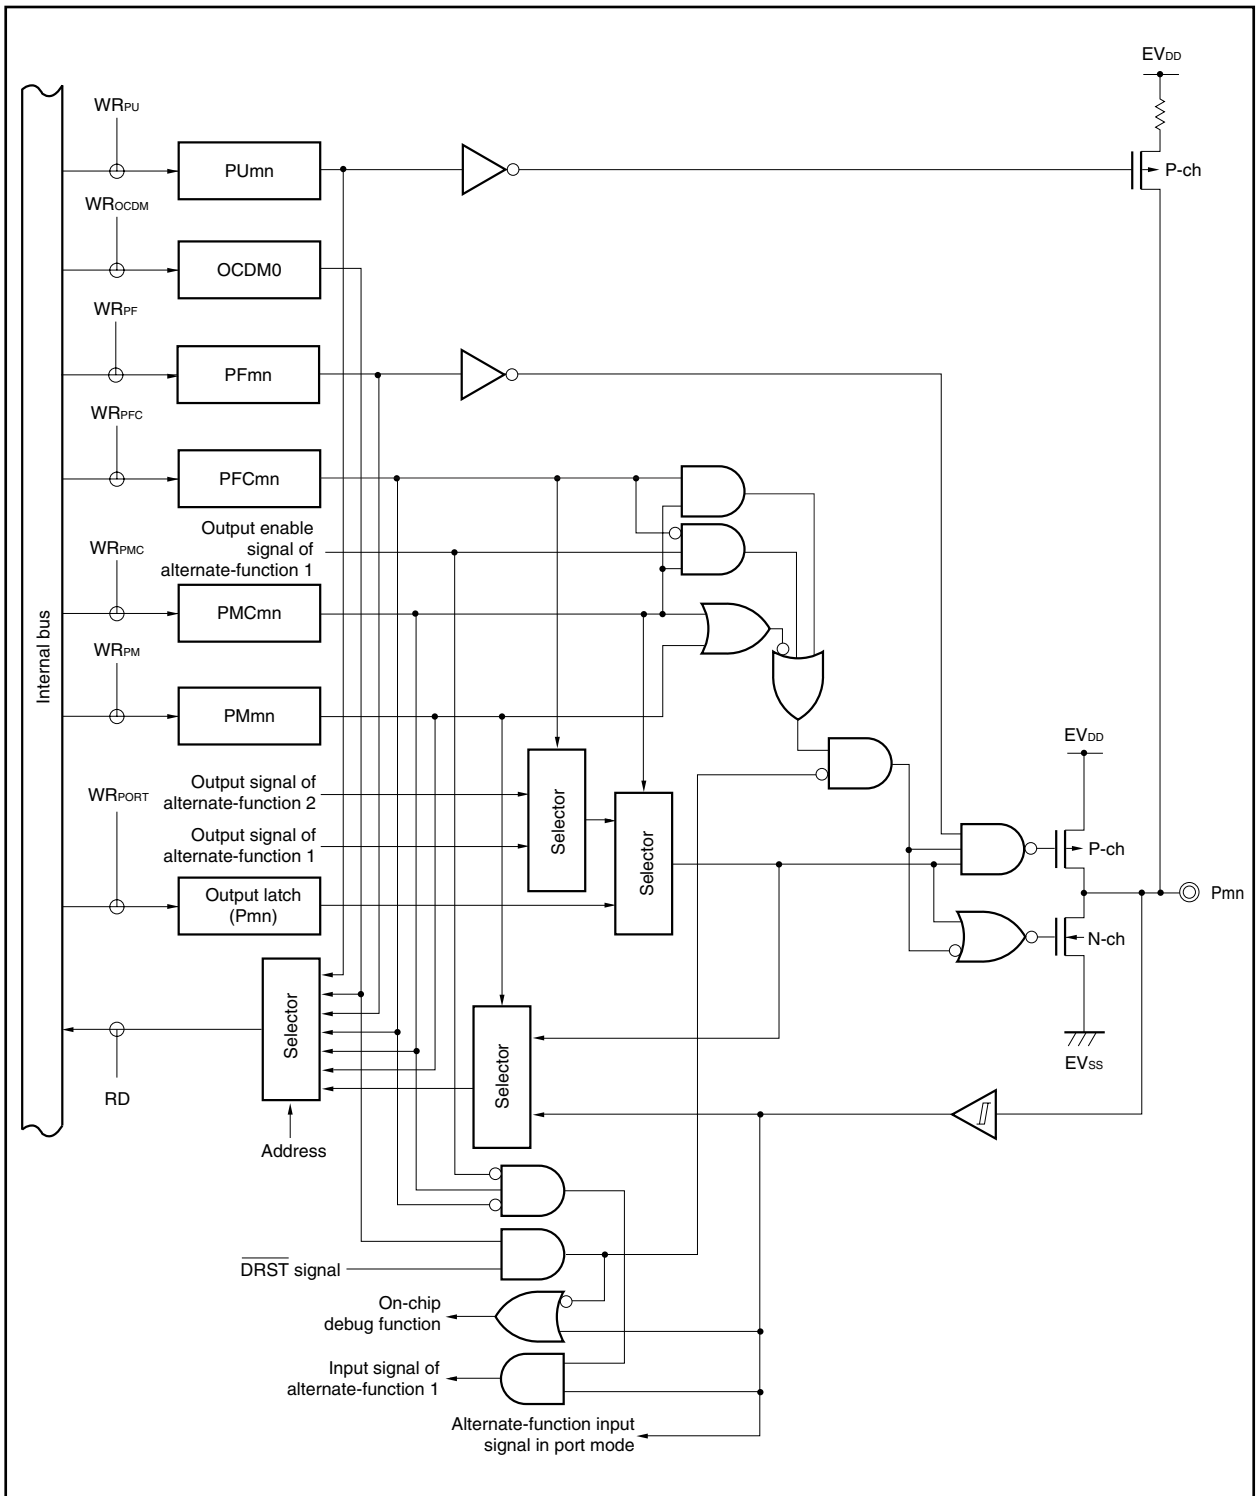 EVDD
WRPU
PUmn
P-ch
WROCDM
OCDM0
WRPF
PFmn
WRPFC
PFCmn
Output enable
signal of
alternate-function 1
WRPMC
PMCmn
Internal bus
WRPM
PMmn
EVDD
Output signal of
alternate-function 2
WRPORT
Selector
Output signal of
alternate-function 1
Selector
P-ch
Output latch
(Pmn)
Pmn
N-ch
Selector
Selector
EVSS
RD
Address
DRST signal
On-chip
debug function
Input signal of
alternate-function 1
Alternate-function input
signal in port mode